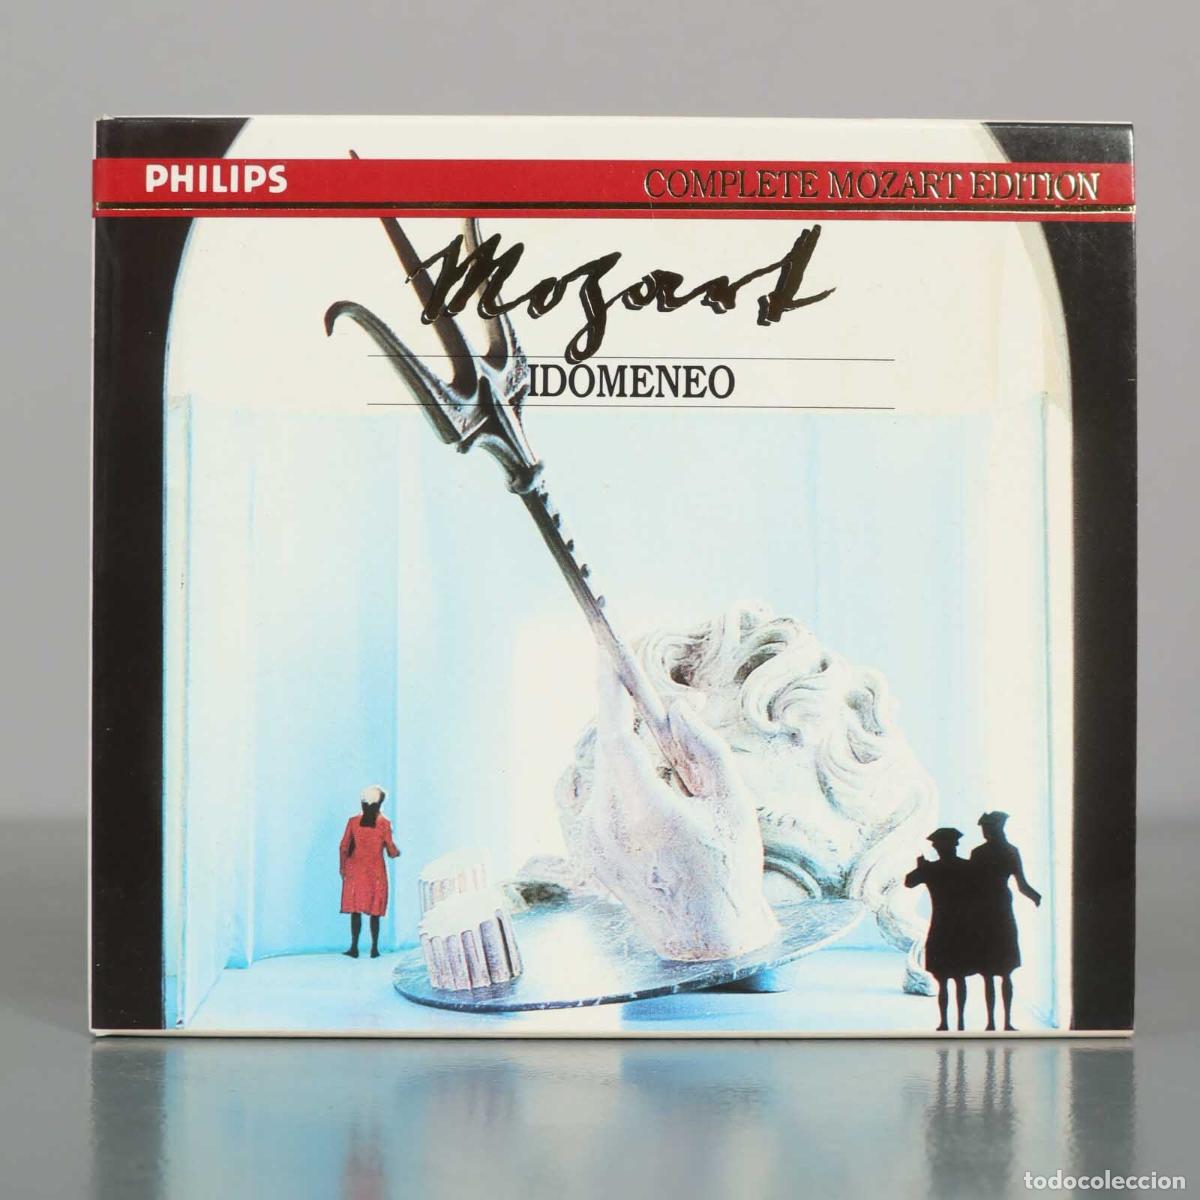 PHILIPS
COMPLETE MOZART EDITION
Mozart
IDOMENEO
todocoleccion